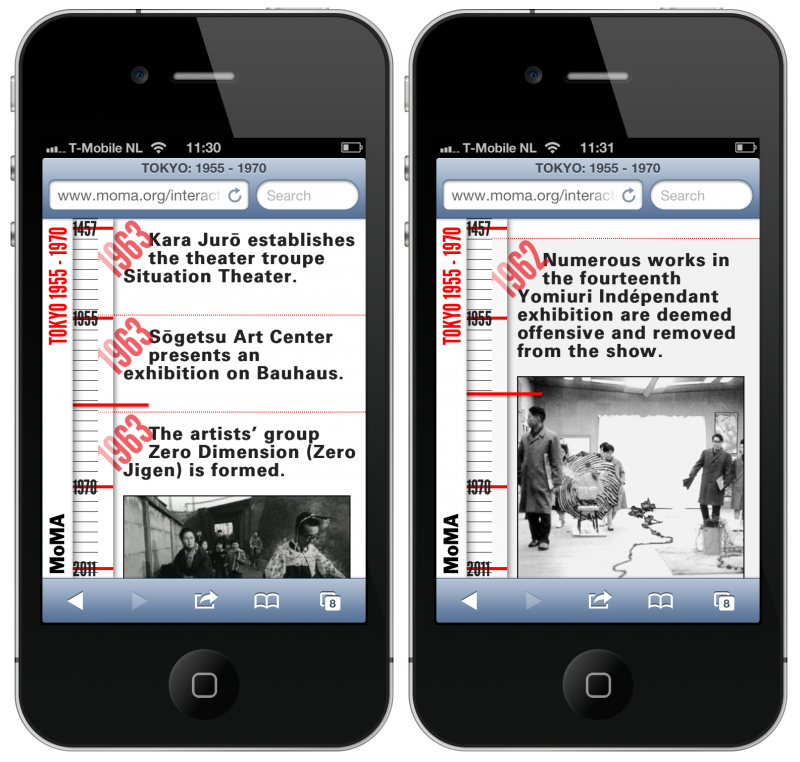 T-Mobile NL 11:30
TOKYO: 1955 - 1970
www.moma.org/interact
Search
TOKYO 1955 - 1970
MoMA
1457
1955
1970
2011
1963
Kara Jurō establishes
the theater troupe
Situation Theater.
1963
Sōgetsu Art Center
presents an
exhibition on Bauhaus.
1963
The artists’ group
Zero Dimension (Zero
Jigen) is formed.
8
T-Mobile NL 11:31
TOKYO: 1955 - 1970
www.moma.org/interact
Search
TOKYO 1955 - 1970
MoMA
1457
1955
1970
2011
1962
Numerous works in
the fourteenth
Yomiuri Indépendant
exhibition are deemed
offensive and removed
from the show.
8